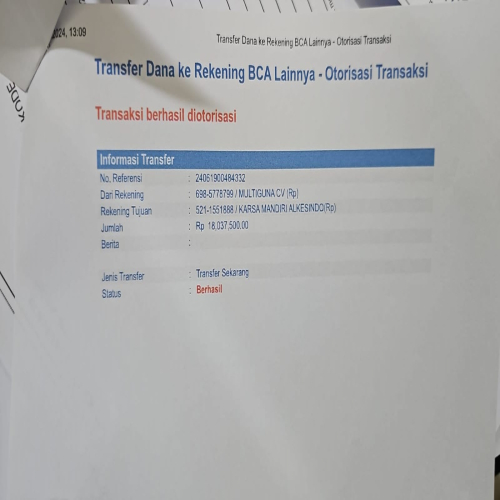 2024, 13:09
Transfer Dana ke Rekening BCA Lainnya - Otorisasi Transaksi
Transfer Dana ke Rekening BCA Lainnya - Otorisasi Transaksi
Transaksi berhasil diotorisasi
Informasi Transfer
No. Referensi : 24061900484332
Dari Rekening : 698-5778799 / MULTIGUNA CV (Rp)
Rekening Tujuan : 521-1551888 / KARSA MANDIRI ALKESINDO(Rp)
Jumlah : Rp 18,037,500.00
Berita :
Jenis Transfer : Transfer Sekarang
Status : Berhasil
KODE